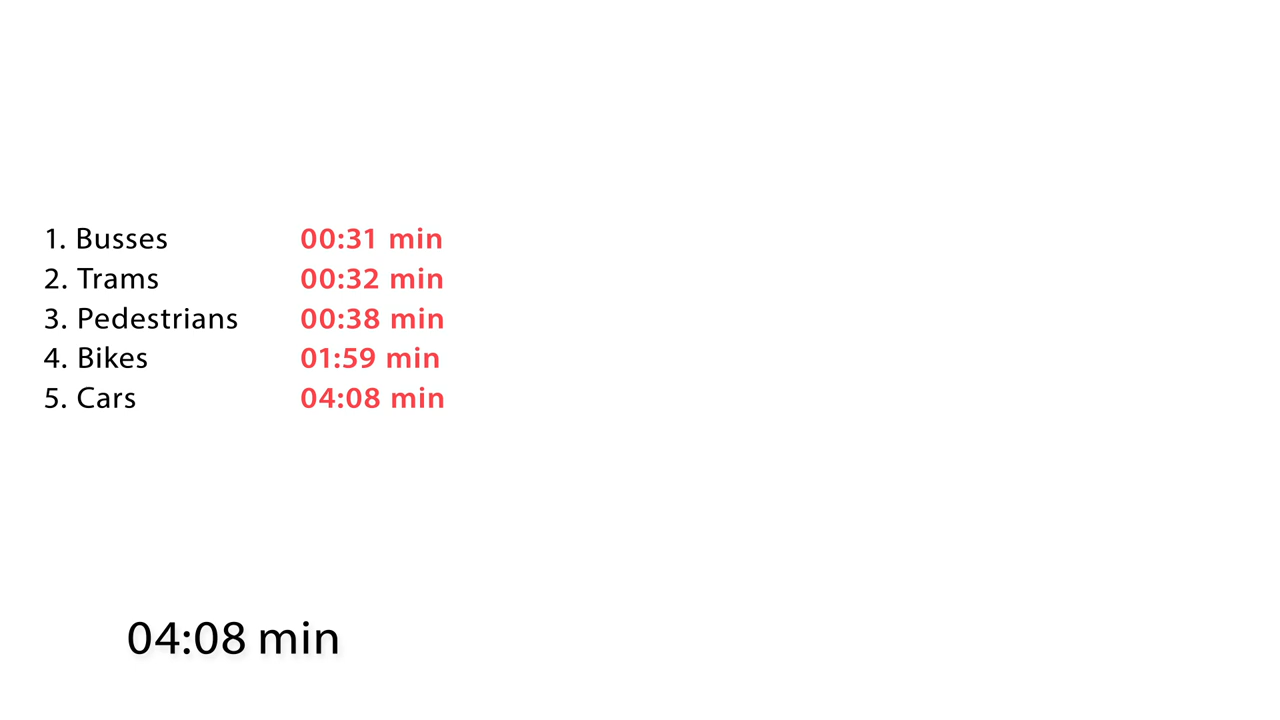 1. Busses 00:31 min
2. Trams 00:32 min
3. Pedestrians 00:38 min
4. Bikes 01:59 min
5. Cars 04:08 min
04:08 min